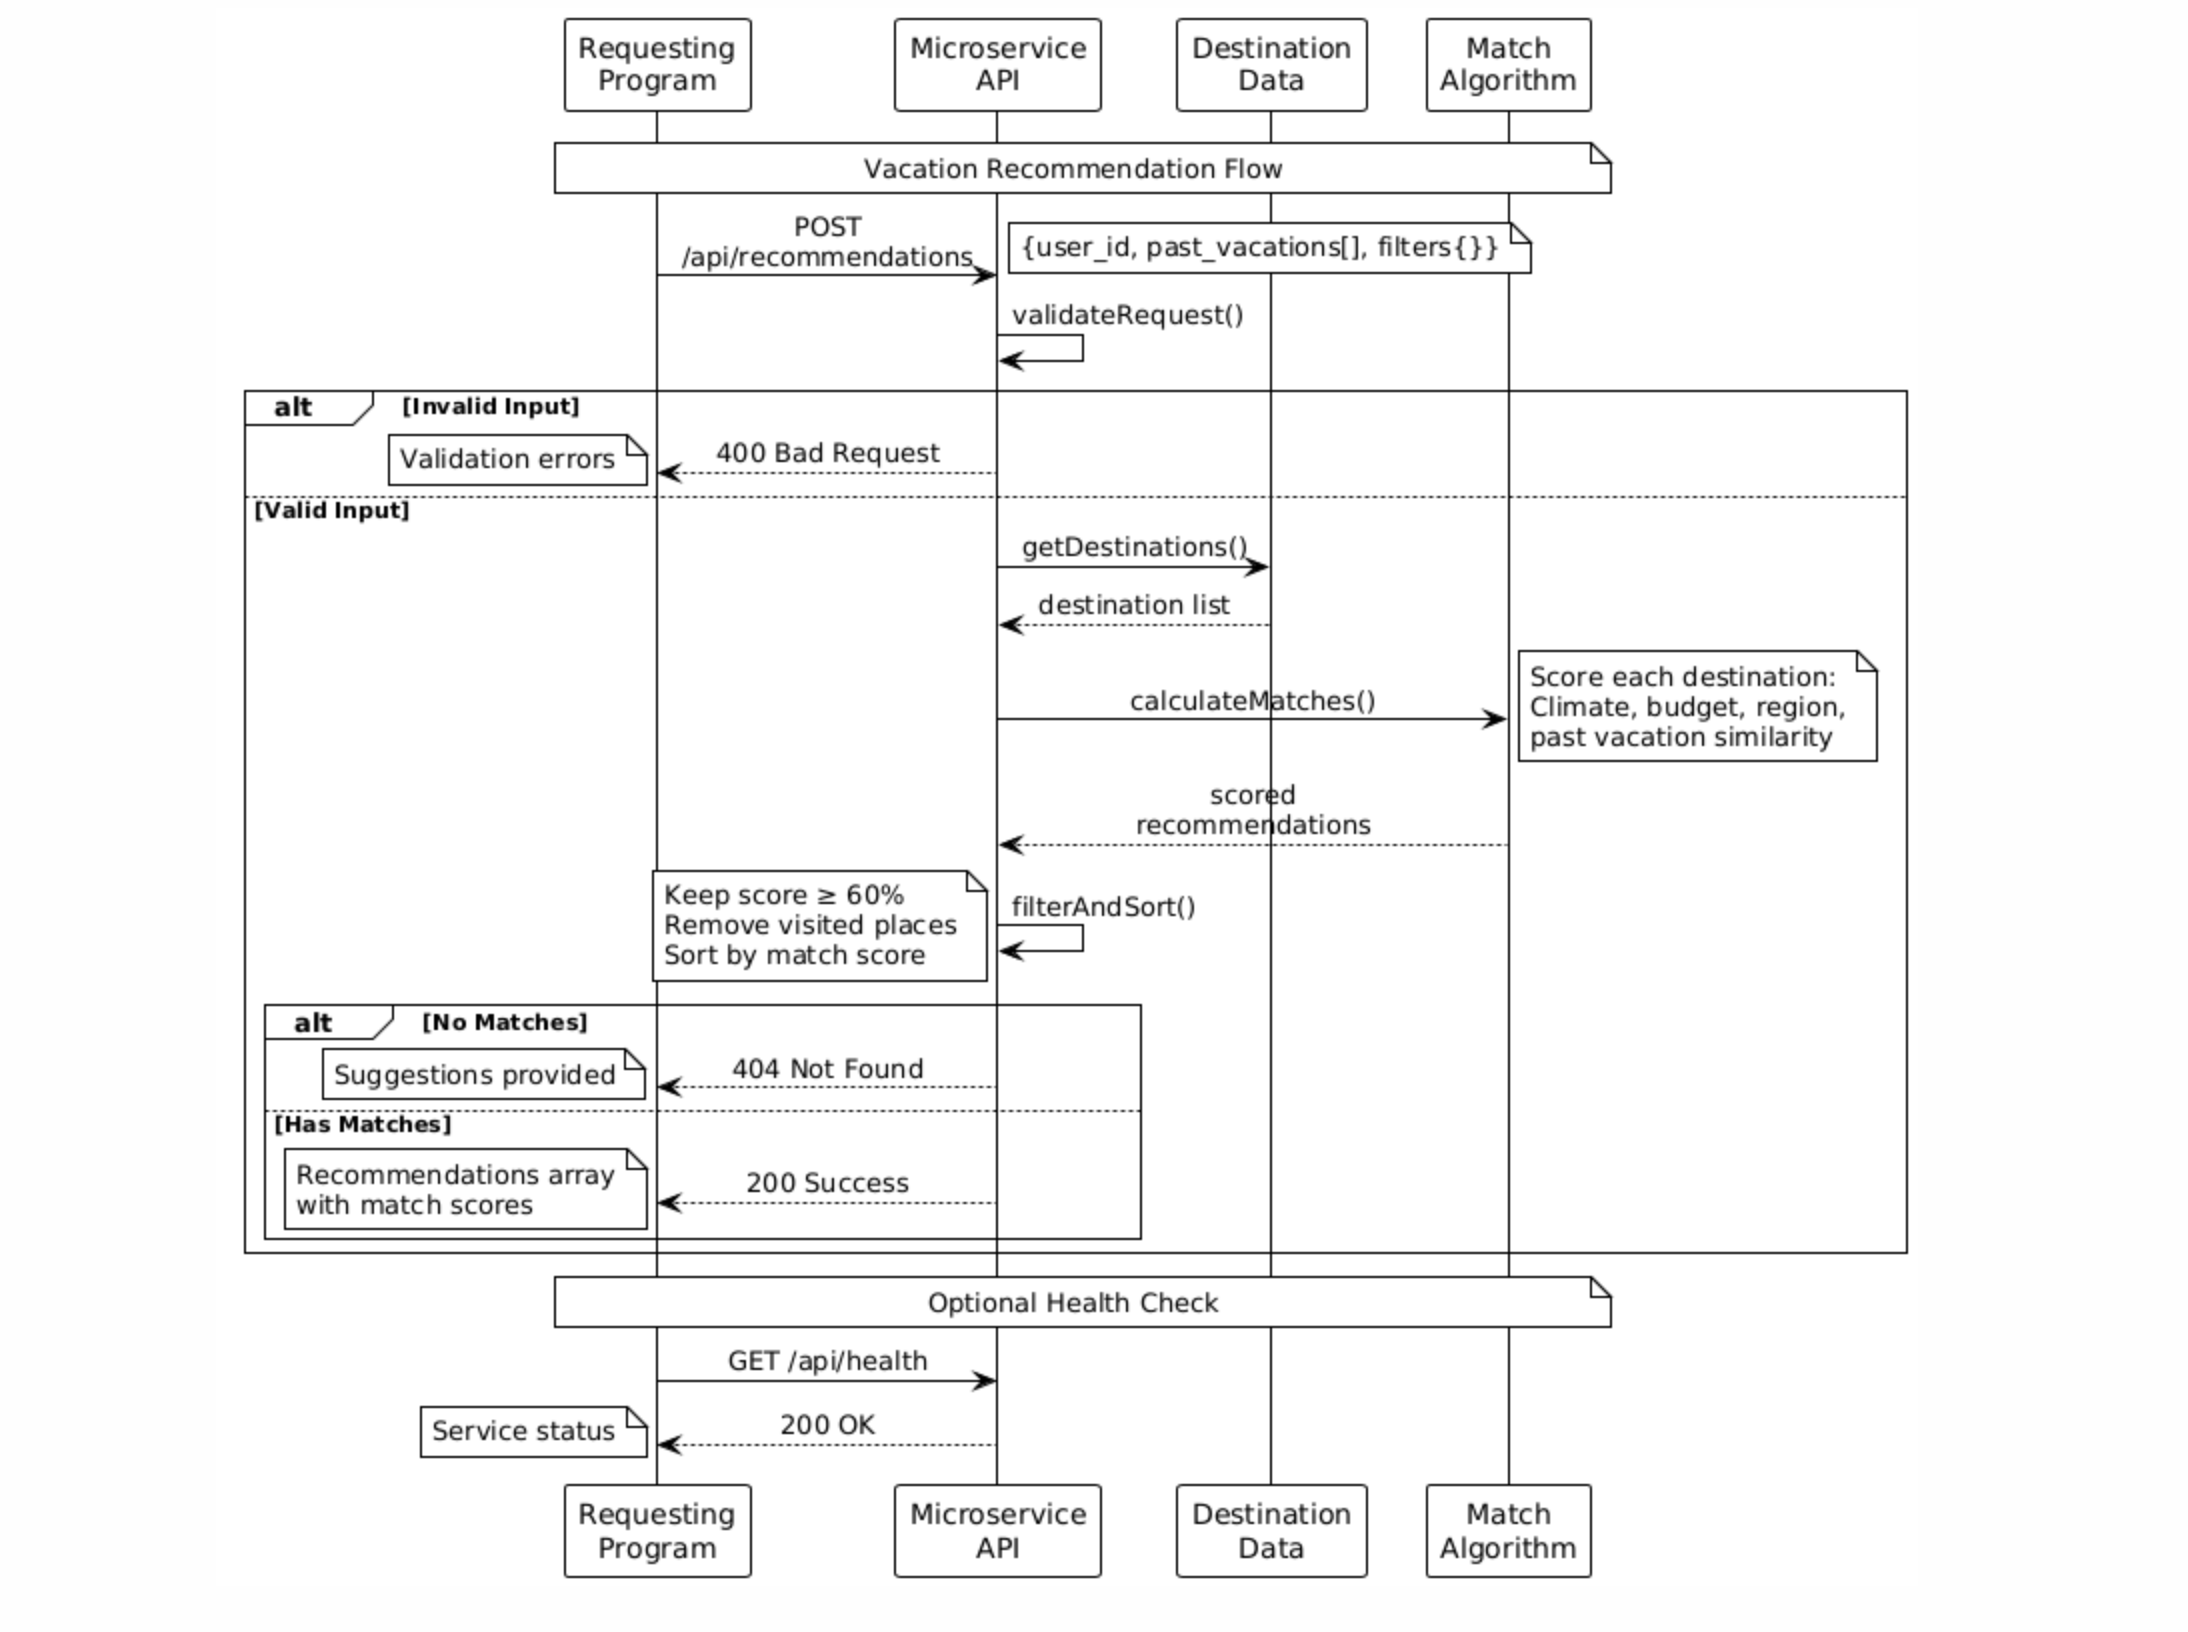 Requesting
Program
Microservice
API
Destination
Data
Match
Algorithm
Vacation Recommendation Flow
POST
/api/recommendations
{user_id, past_vacations[], filters{}}
validateRequest()
alt
[Invalid Input]
Validation errors
400 Bad Request
[Valid Input]
getDestinations()
destination list
calculateMatches()
Score each destination:
Climate, budget, region,
past vacation similarity
scored
recommendations
Keep score ≥ 60%
Remove visited places
Sort by match score
filterAndSort()
alt
[No Matches]
Suggestions provided
404 Not Found
[Has Matches]
Recommendations array
with match scores
200 Success
Optional Health Check
GET /api/health
Service status
200 OK
Requesting
Program
Microservice
API
Destination
Data
Match
Algorithm